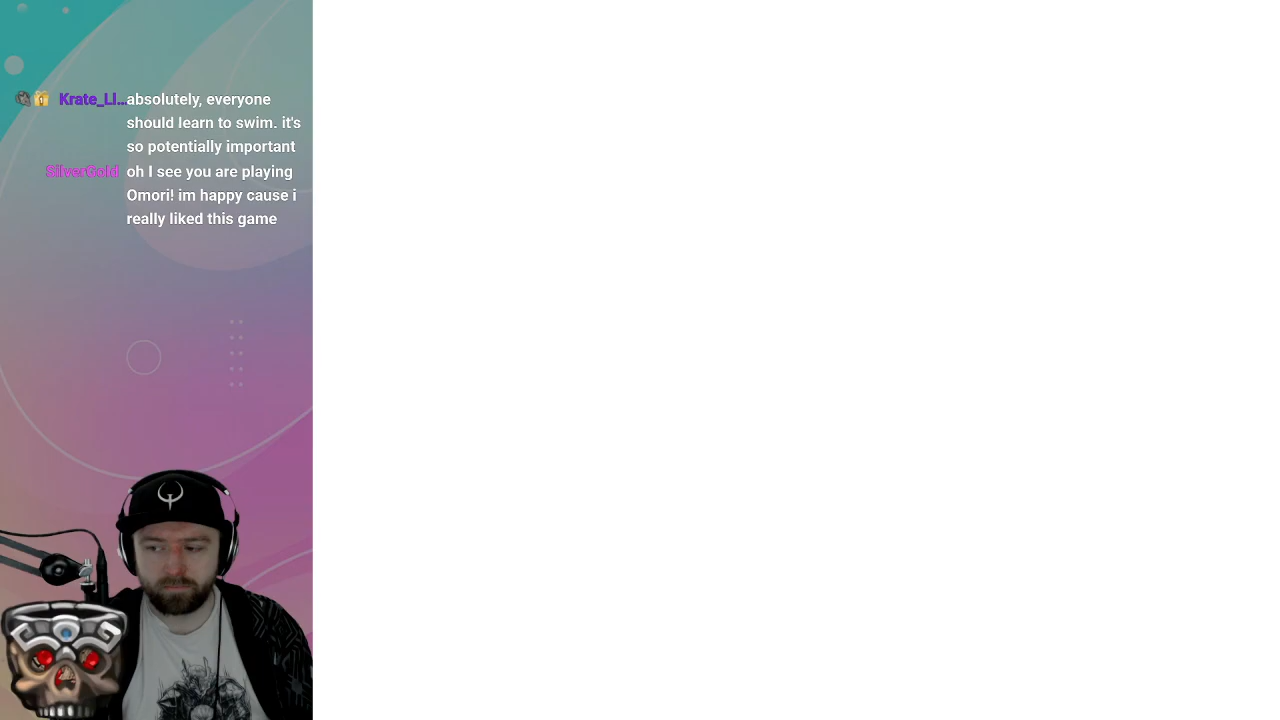 Krate_Ll… absolutely, everyone
should learn to swim. it's
so potentially important
SilverGold oh I see you are playing
Omori! im happy cause i
really liked this game